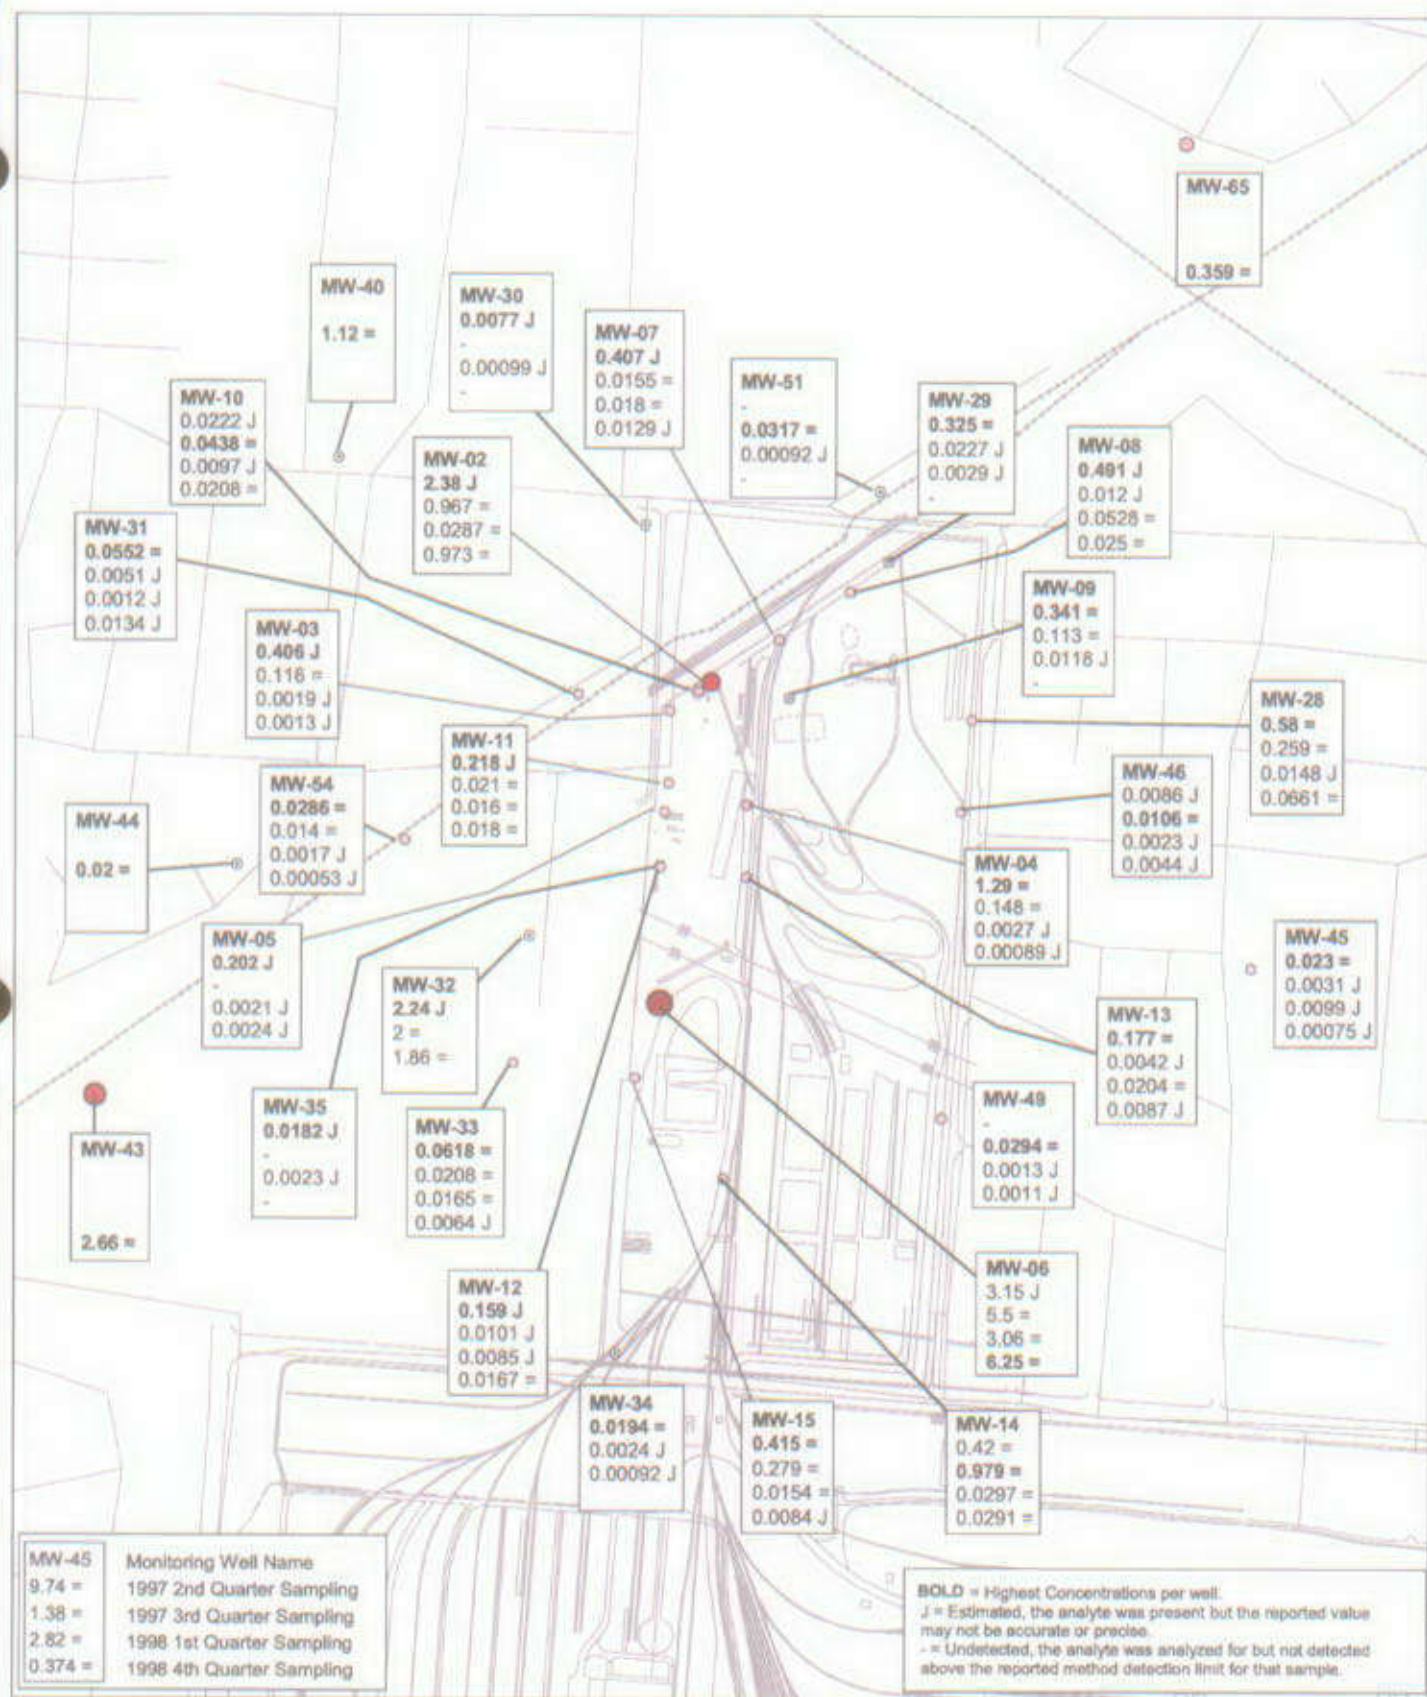 MW-65
0.359 =
MW-40
1.12 =
MW-30
0.0077 J
-
0.00099 J
-
MW-07
0.407 J
0.0155 =
0.018 =
0.0129 J
MW-51
-
0.0317 =
0.00092 J
-
MW-10
0.0222 J
0.0438 =
0.0097 J
0.0208 =
MW-29
0.325 =
0.0227 J
0.0029 J
-
MW-02
2.38 J
0.967 =
0.0287 =
0.973 =
MW-08
0.491 J
0.012 J
0.0528 =
0.025 =
MW-31
0.0552 =
0.0051 J
0.0012 J
0.0134 J
MW-09
0.341 =
0.113 =
0.0118 J
-
MW-03
0.406 J
0.116 =
0.0019 J
0.0013 J
MW-28
0.58 =
0.259 =
0.0148 J
0.0661 =
MW-11
0.218 J
0.021 =
0.016 =
0.018 =
MW-46
0.0086 J
0.0106 =
0.0023 J
0.0044 J
MW-54
0.0286 =
0.014 =
0.0017 J
0.00053 J
MW-44
0.02 =
MW-04
1.29 =
0.148 =
0.0027 J
0.00089 J
MW-05
0.202 J
-
0.0021 J
0.0024 J
MW-45
0.023 =
0.0031 J
0.0099 J
0.00075 J
MW-32
2.24 J
2 =
1.86 =
MW-13
0.177 =
0.0042 J
0.0204 =
0.0087 J
MW-35
0.0182 J
-
0.0023 J
-
MW-49
-
0.0294 =
0.0013 J
0.0011 J
MW-33
0.0618 =
0.0208 =
0.0165 =
0.0064 J
MW-43
2.66 =
MW-06
3.15 J
5.5 =
3.06 =
6.25 =
MW-12
0.159 J
0.0101 J
0.0085 J
0.0167 =
MW-34
0.0194 =
0.0024 J
0.00092 J
MW-15
0.415 =
0.279 =
0.0154 =
0.0084 J
MW-14
0.42 =
0.979 =
0.0297 =
0.0291 =
MW-45 Monitoring Well Name
9.74 = 1997 2nd Quarter Sampling
1.38 = 1997 3rd Quarter Sampling
2.82 = 1998 1st Quarter Sampling
0.374 = 1998 4th Quarter Sampling
BOLD = Highest Concentrations per well.
J = Estimated, the analyte was present but the reported value
may not be accurate or precise.
- = Undetected, the analyte was analyzed for but not detected
above the reported method detection limit for that sample.